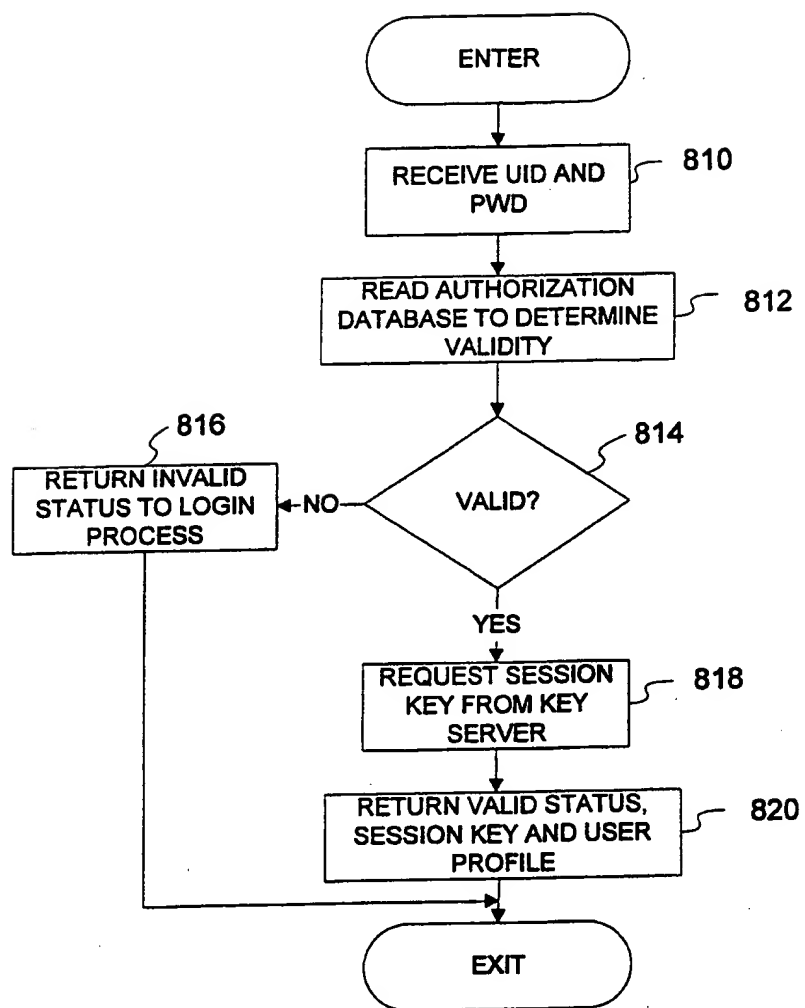 ENTER
RECEIVE UID AND
PWD
810
READ AUTHORIZATION
DATABASE TO DETERMINE
VALIDITY
812
816
RETURN INVALID
STATUS TO LOGIN
PROCESS
NO
VALID?
814
YES
REQUEST SESSION
KEY FROM KEY
SERVER
818
RETURN VALID STATUS,
SESSION KEY AND USER
PROFILE
820
EXIT